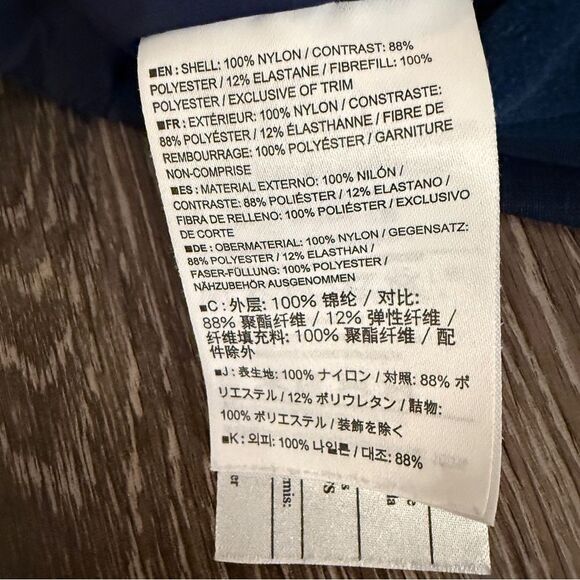 ■EN : SHELL: 100% NYLON / CONTRAST: 88%
POLYESTER / 12% ELASTANE / FIBREFILL: 100%
POLYESTER / EXCLUSIVE OF TRIM
■FR : EXTÉRIEUR: 100% NYLON / CONSTRASTE:
88% POLYÉSTER / 12% ÉLASTHANNE / FIBRE DE
REMBOURRAGE: 100% POLYÉSTER / GARNITURE
NON-COMPRISE
■ES : MATERIAL EXTERNO: 100% NILÓN /
CONTRASTE: 88% POLIÉSTER / 12% ELASTANO /
FIBRA DE RELLENO: 100% POLIÉSTER / EXCLUSIVO
DE CORTE
■DE : OBERMATERIAL: 100% NYLON / GEGENSATZ:
88% POLYESTER / 12% ELASTHAN /
FASER-FÜLLUNG: 100% POLYESTER /
NÄHZUBEHÖR AUSGENOMMEN
■C : 外层: 100% 锦纶 / 对比:
88% 聚酯纤维 / 12% 弹性纤维 /
纤维填充料: 100% 聚酯纤维 / 配
件除外
■J : 表生地: 100% ナイロン / 対照: 88% ポ
リエステル / 12% ポリウレタン / 詰物:
100% ポリエステル / 装飾を除く
■K : 외피: 100% 나일론 / 대조: 88%